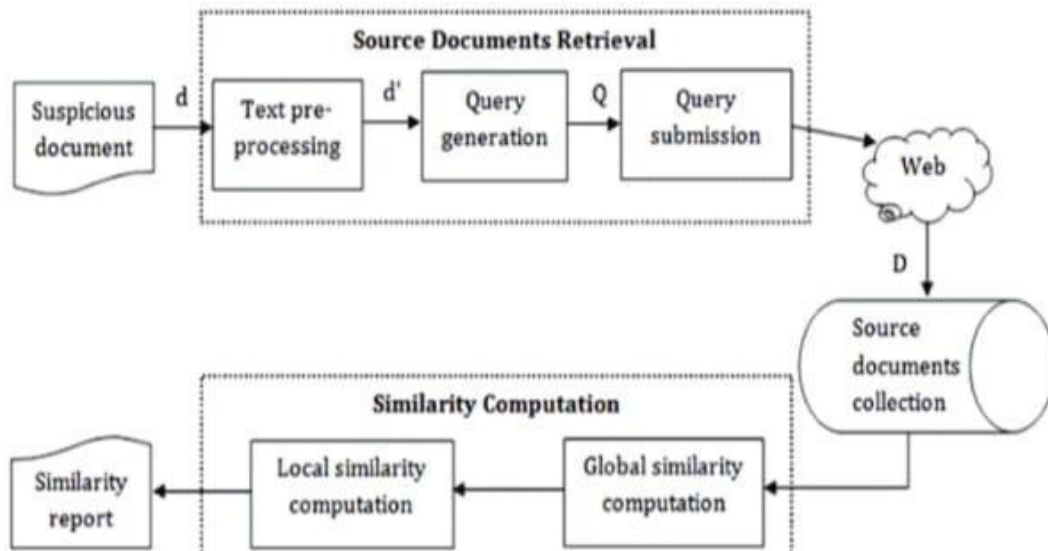 Source Documents Retrieval
Suspicious
document
d
Text pre-
processing
d'
Query
generation
Q
Query
submission
Web
D
Source
documents
collection
Similarity Computation
Global similarity
computation
Local similarity
computation
Similarity
report